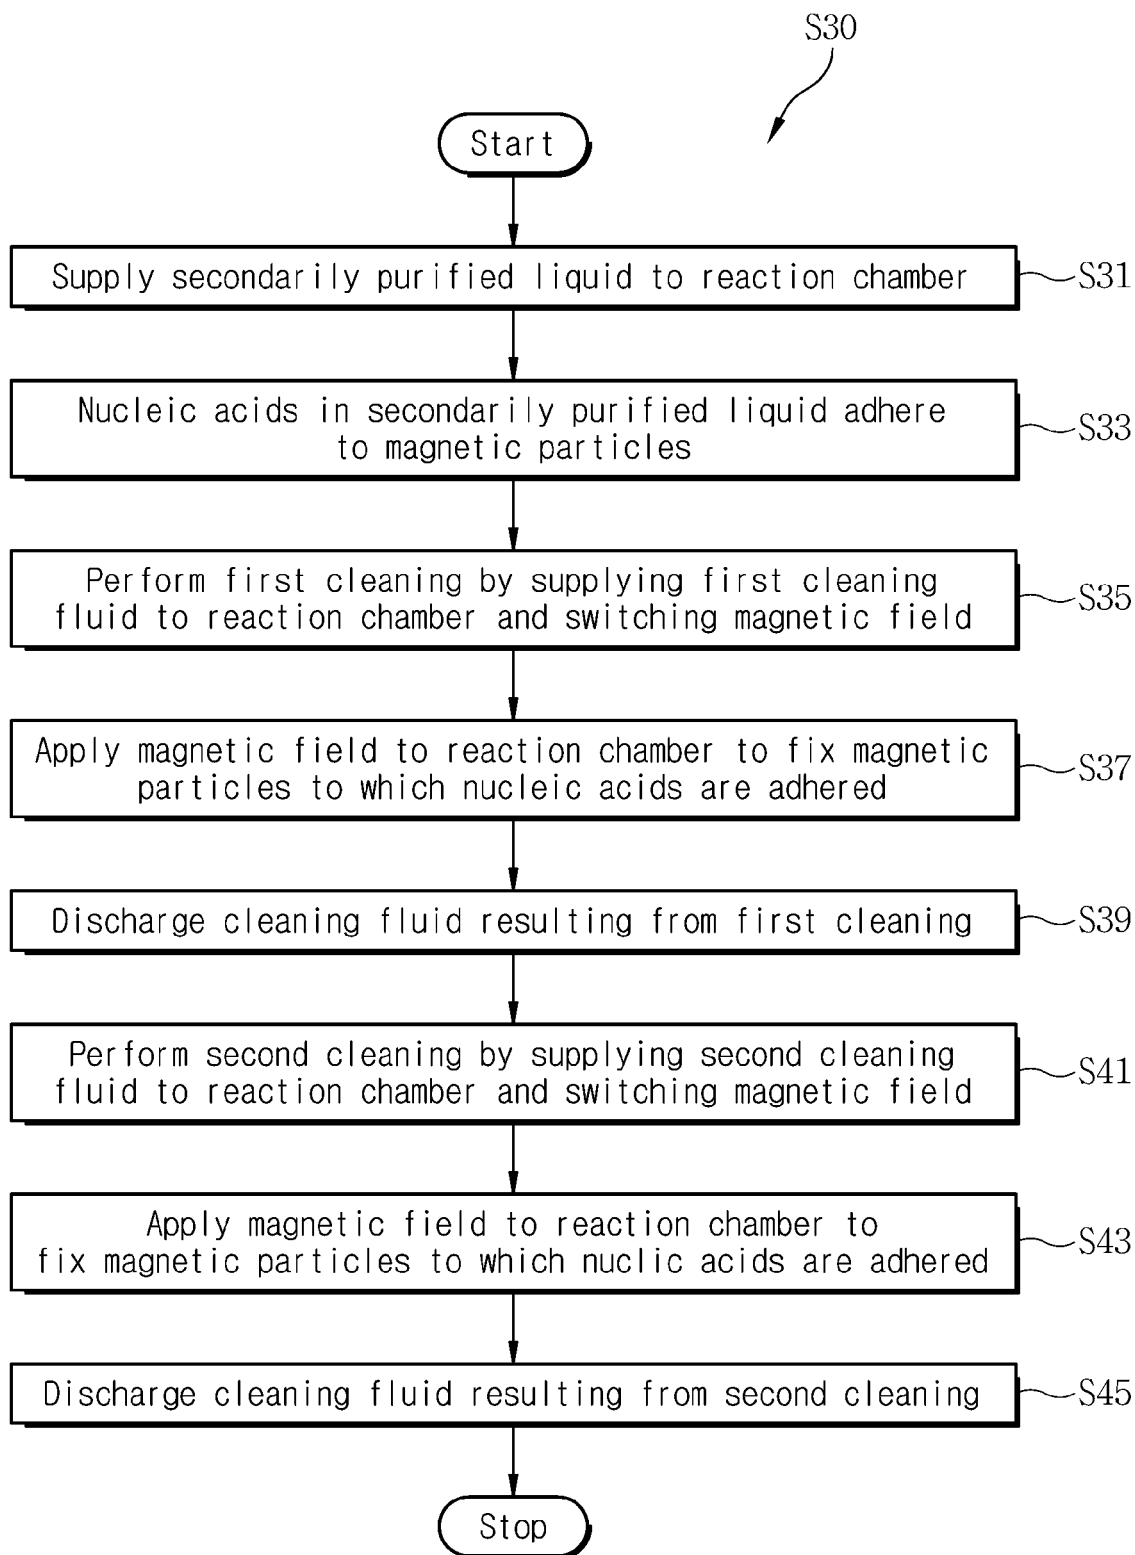 S30
Start
Supply secondarily purified liquid to reaction chamber
S31
Nucleic acids in secondarily purified liquid adhere
to magnetic particles
S33
Perform first cleaning by supplying first cleaning
fluid to reaction chamber and switching magnetic field
S35
Apply magnetic field to reaction chamber to fix magnetic
particles to which nucleic acids are adhered
S37
Discharge cleaning fluid resulting from first cleaning
S39
Perform second cleaning by supplying second cleaning
fluid to reaction chamber and switching magnetic field
S41
Apply magnetic field to reaction chamber to
fix magnetic particles to which nuclic acids are adhered
S43
Discharge cleaning fluid resulting from second cleaning
S45
Stop